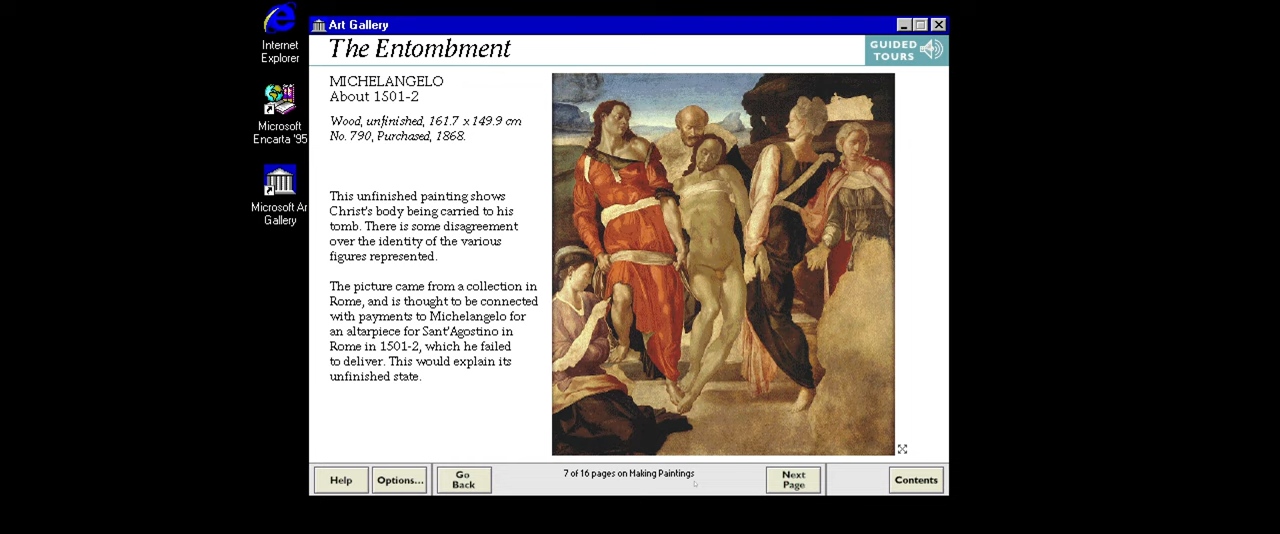 Internet
Explorer
Microsoft
Encarta '95
Microsoft Ar
Gallery
Art Gallery
The Entombment
GUIDED
TOURS
MICHELANGELO
About 1501-2
Wood, unfinished, 161.7 x 149.9 cm
No. 790, Purchased, 1868.
This unfinished painting shows
Christ's body being carried to his
tomb. There is some disagreement
over the identity of the various
figures represented.
The picture came from a collection in
Rome, and is thought to be connected
with payments to Michelangelo for
an altarpiece for Sant'Agostino in
Rome in 1501-2, which he failed
to deliver. This would explain its
unfinished state.
Help
Options...
Go
Back
7 of 16 pages on Making Paintings
Next
Page
Contents